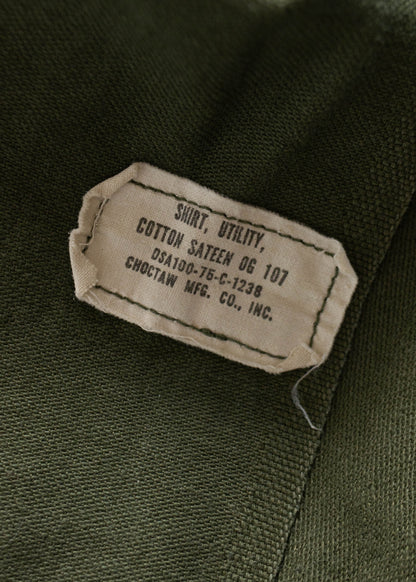 SHIRT, UTILITY,
COTTON SATEEN OG 107
DSA100-75-C-1238
CHOCTAW MFG. CO., INC.